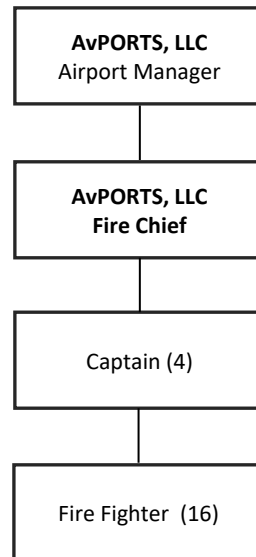 AvPORTS, LLC
Airport Manager
AvPORTS, LLC
Fire Chief
Captain (4)
Fire Fighter (16)